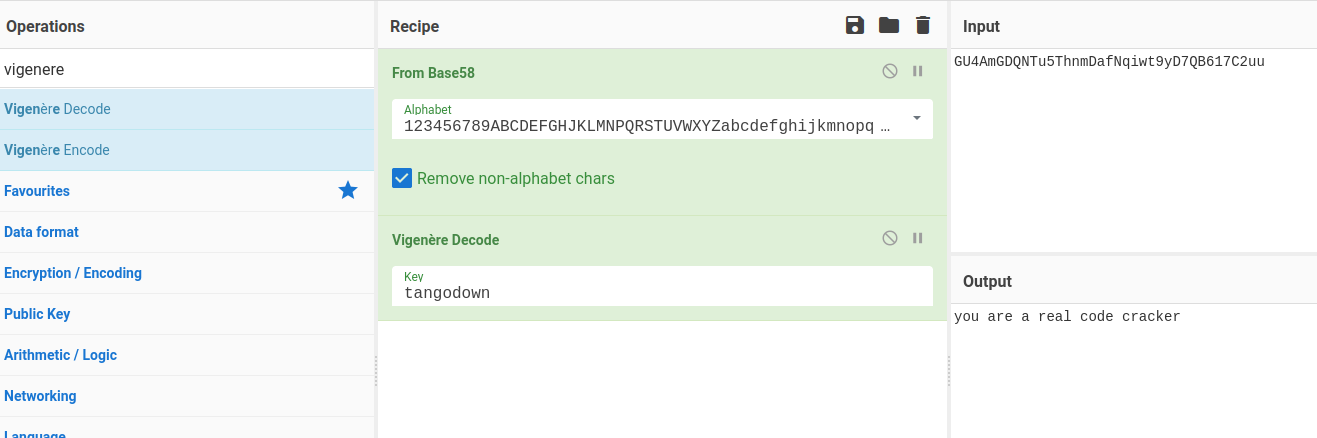 Operations
vigenere
Vigenère Decode
Vigenère Encode
Favourites
Data format
Encryption / Encoding
Public Key
Arithmetic / Logic
Networking
Language
Recipe
From Base58
Alphabet
123456789ABCDEFGHJKLMNPQRSTUVWXYZabcdefghijkmnopq …
Remove non-alphabet chars
Vigenère Decode
Key
tangodown
Input
GU4AmGDQNTu5ThnmDafNqiwt9yD7QB617C2uu
Output
you are a real code cracker